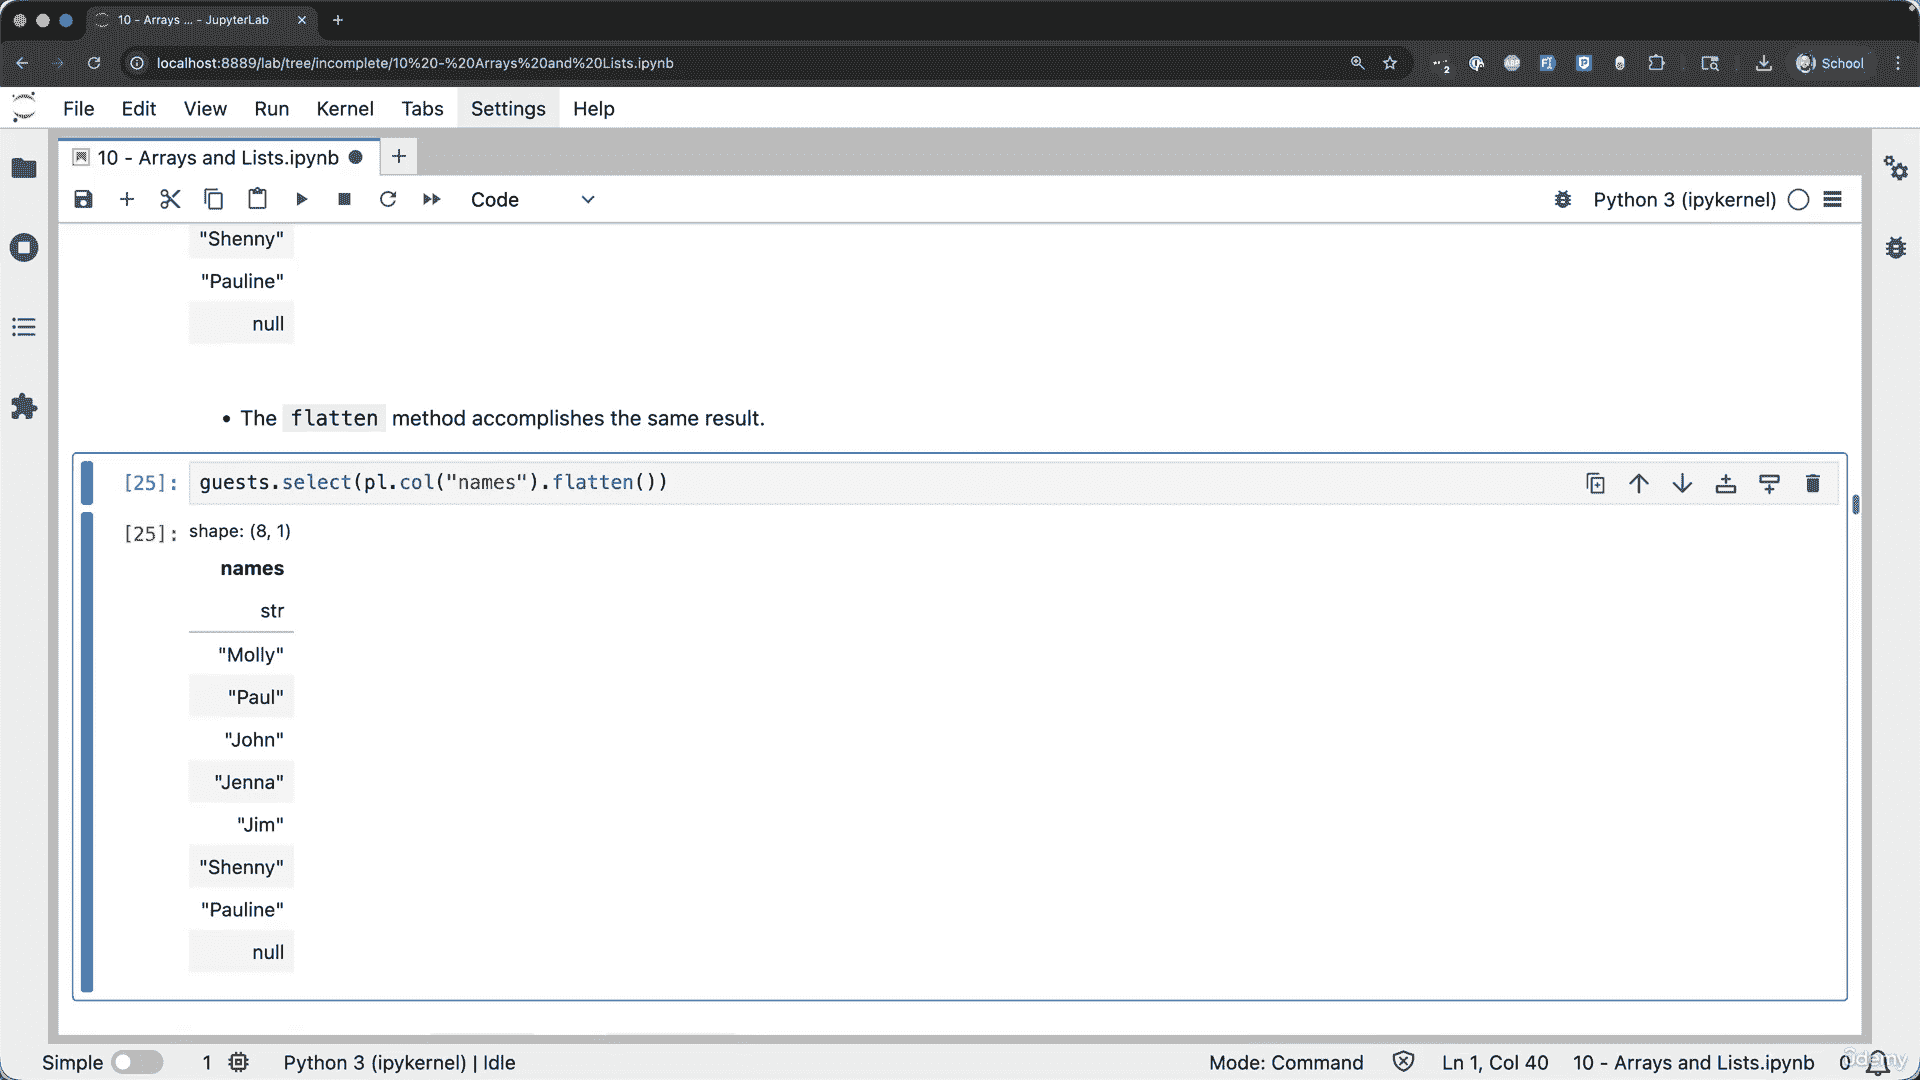 10 - Arrays ... - JupyterLab
localhost:8889/lab/tree/incomplete/10%20-%20Arrays%20and%20Lists.ipynb
2
ABP
School
File Edit View Run Kernel Tabs Settings Help
10 - Arrays and Lists.ipynb
Code
Python 3 (ipykernel)
"Shenny"
"Pauline"
null
• The flatten method accomplishes the same result.
[25]: guests.select(pl.col("names").flatten())
[25]: shape: (8, 1)
names
str
"Molly"
"Paul"
"John"
"Jenna"
"Jim"
"Shenny"
"Pauline"
null
Simple 1 Python 3 (ipykernel) | Idle Mode: Command Ln 1, Col 40 10 - Arrays and Lists.ipynb 0